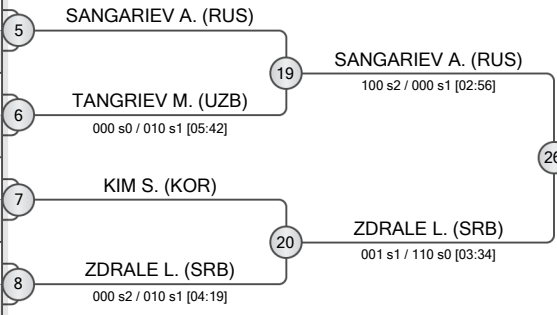 SANGARIEV A. (RUS)
5
19
SANGARIEV A. (RUS)
100 s2 / 000 s1 [02:56]
TANGRIEV M. (UZB)
6
000 s0 / 010 s1 [05:42]
26
KIM S. (KOR)
7
20
ZDRALE L. (SRB)
001 s1 / 110 s0 [03:34]
ZDRALE L. (SRB)
8
000 s2 / 010 s1 [04:19]